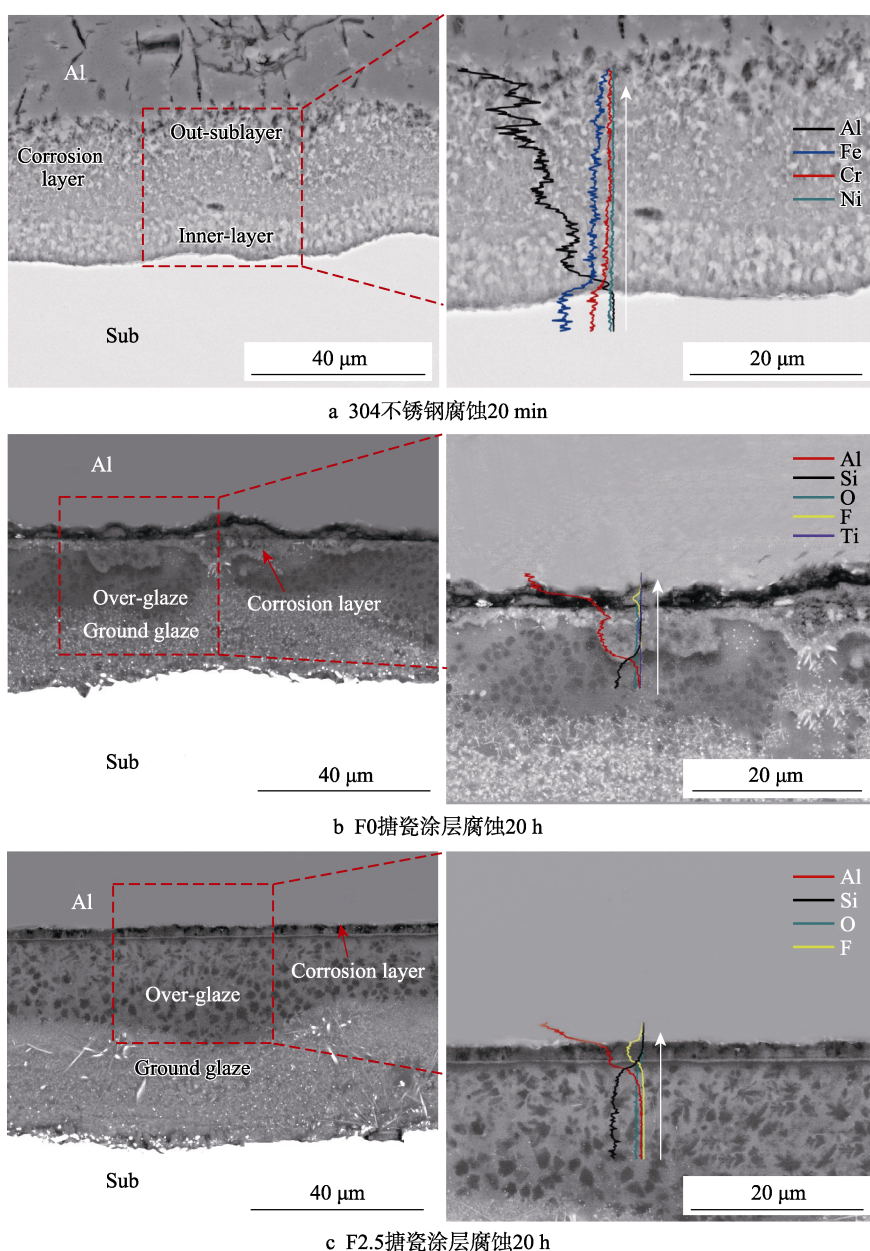 Al
Out-sublayer
Corrosion
layer
Inner-layer
Sub
40 μm
Al
Fe
Cr
Ni
20 μm
a 304不锈钢腐蚀20 min
Al
Over-glaze
Corrosion layer
Ground glaze
Sub
40 μm
Al
Si
O
F
Ti
20 μm
b F0搪瓷涂层腐蚀20 h
Al
Corrosion layer
Over-glaze
Ground glaze
Sub
40 μm
Al
Si
O
F
20 μm
c F2.5搪瓷涂层腐蚀20 h